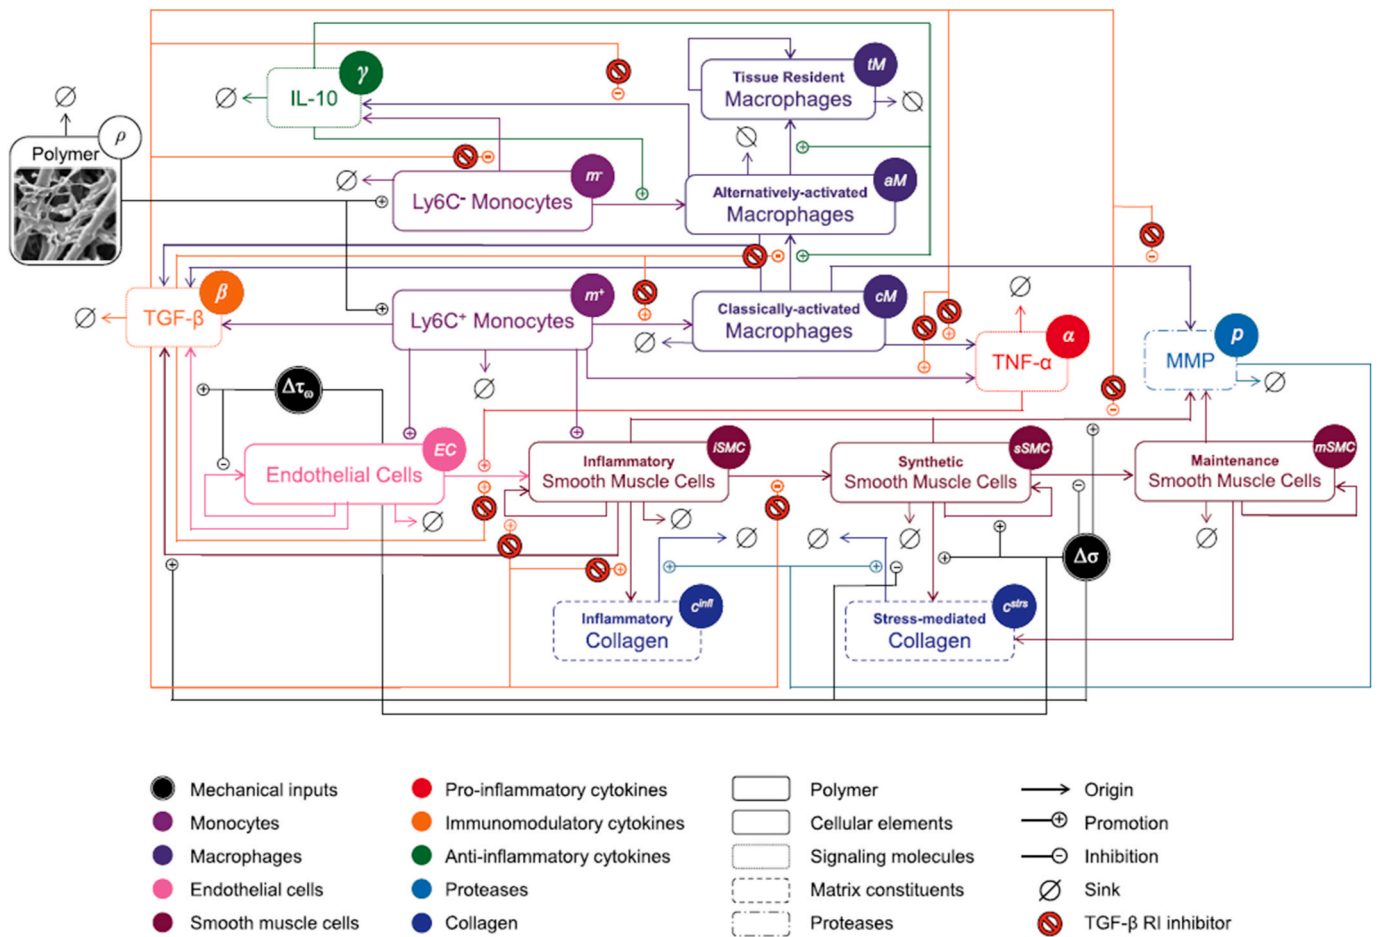 γ
IL-10
tM
Tissue Resident
Macrophages
ρ
Polymer
m-
Ly6C- Monocytes
aM
Alternatively-activated
Macrophages
β
TGF-β
m+
Ly6C+ Monocytes
cM
Classically-activated
Macrophages
α
TNF-α
p
MMP
Δτω
EC
Endothelial Cells
iSMC
Inflammatory
Smooth Muscle Cells
sSMC
Synthetic
Smooth Muscle Cells
mSMC
Maintenance
Smooth Muscle Cells
Δσ
cinfl
Inflammatory
Collagen
cstrs
Stress-mediated
Collagen
Mechanical inputs
Monocytes
Macrophages
Endothelial cells
Smooth muscle cells
Pro-inflammatory cytokines
Immunomodulatory cytokines
Anti-inflammatory cytokines
Proteases
Collagen
Polymer
Cellular elements
Signaling molecules
Matrix constituents
Proteases
Origin
Promotion
Inhibition
Sink
TGF-β RI inhibitor